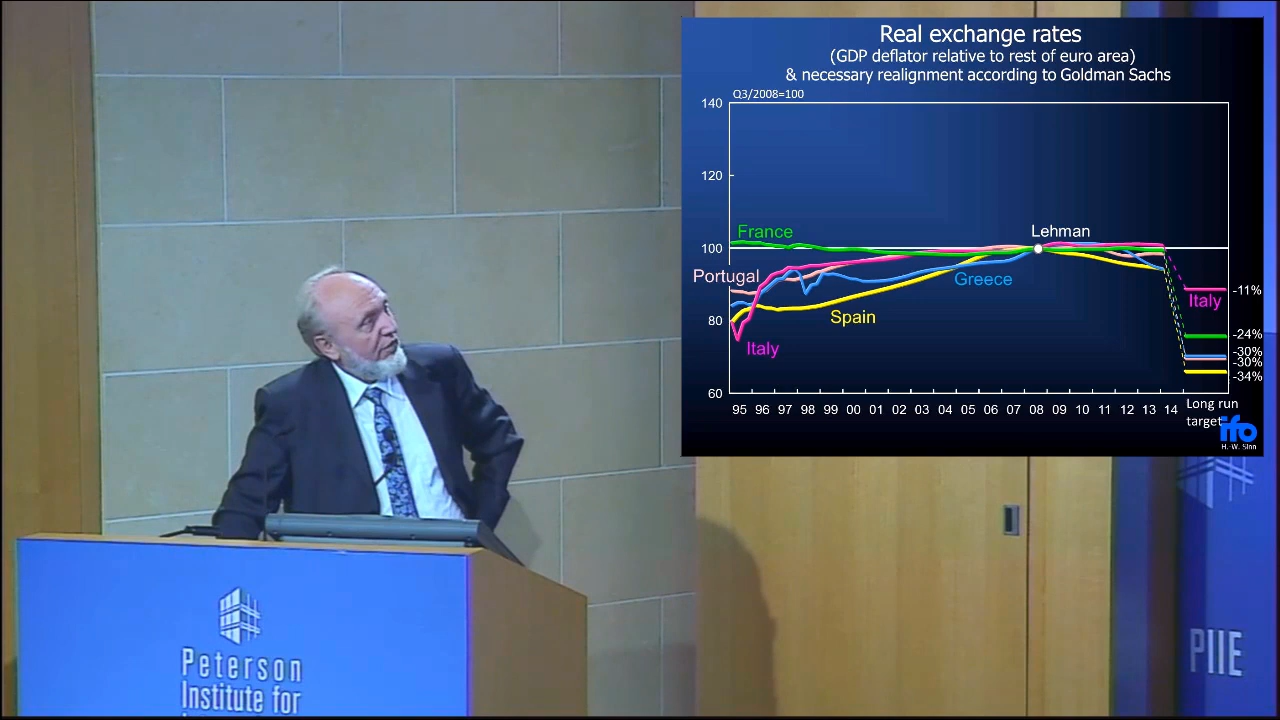 Real exchange rates
(GDP deflator relative to rest of euro area)
& necessary realignment according to Goldman Sachs
Q3/2008=100
140
120
100
80
60
France
Portugal
Italy
Spain
Greece
Lehman
Italy
-11%
-24%
-30%
-30%
-34%
95 96 97 98 99 00 01 02 03 04 05 06 07 08 09 10 11 12 13 14
Long run
target
ifo
H.-W. Sinn
Peterson
Institute for
PIIE